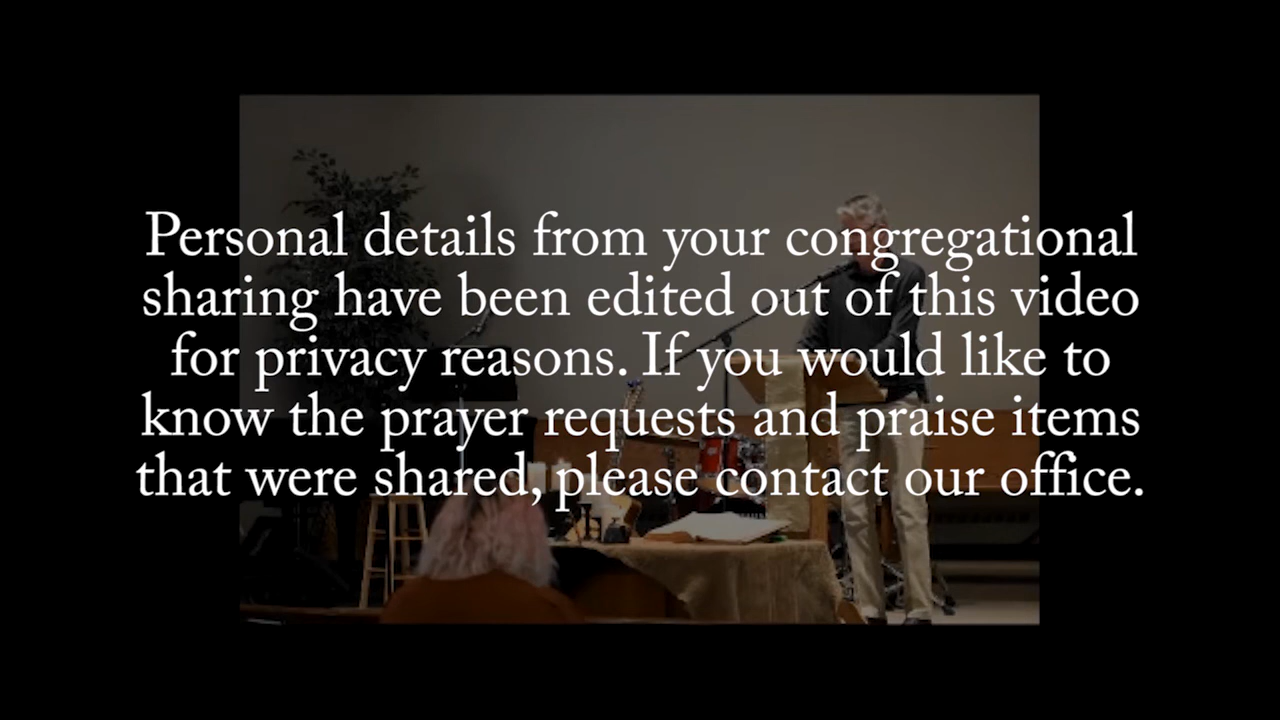 Personal details from your congregational
sharing have been edited out of this video
for privacy reasons. If you would like to
know the prayer requests and praise items
that were shared, please contact our office.